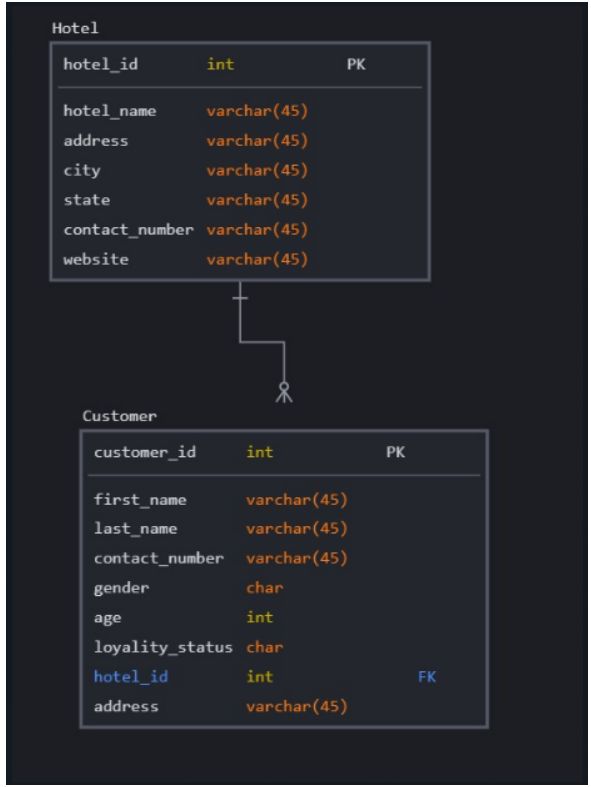 Hotel
hotel_id int PK
hotel_name varchar(45)
address varchar(45)
city varchar(45)
state varchar(45)
contact_number varchar(45)
website varchar(45)
Customer
customer_id int PK
first_name varchar(45)
last_name varchar(45)
contact_number varchar(45)
gender char
age int
loyality_status char
hotel_id int FK
address varchar(45)